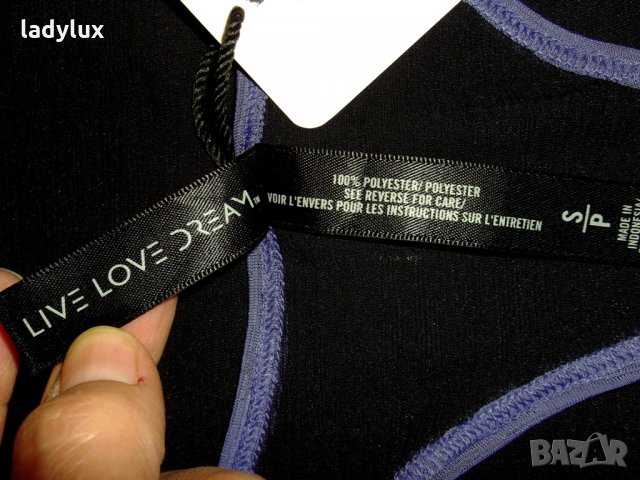 ladylux
LIVE LOVE DREAM™
100% POLYESTER/ POLYESTER
SEE REVERSE FOR CARE/
VOIR L'ENVERS POUR LES INSTRUCTIONS SUR L'ENTRETIEN
S/P
MADE IN
INDONESIA/
BAZAR